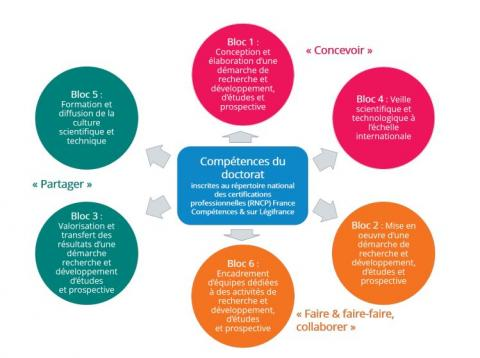 Bloc 1 :
Conception et
élaboration d'une
démarche de
recherche et
développement,
d'études et
prospective
« Concevoir »
Bloc 5 :
Formation et
diffusion de la
culture
scientifique et
technique
Bloc 4 : Veille
scientifique et
technologique à
l'échelle
internationale
Compétences du
doctorat
inscrites au répertoire national
des certifications
professionnelles (RNCP) France
Compétences & sur Légifrance
« Partager »
Bloc 3 :
Valorisation et
transfert des
résultats d'une
démarche
recherche et
développement
d'études
et prospective
Bloc 2 : Mise en
oeuvre d'une
démarche de
recherche et
développement,
d'études et
prospective
Bloc 6 :
Encadrement
d'équipes dédiées
à des activités de
recherche et
développement,
d'études
et prospective
« Faire & faire-faire,
collaborer »